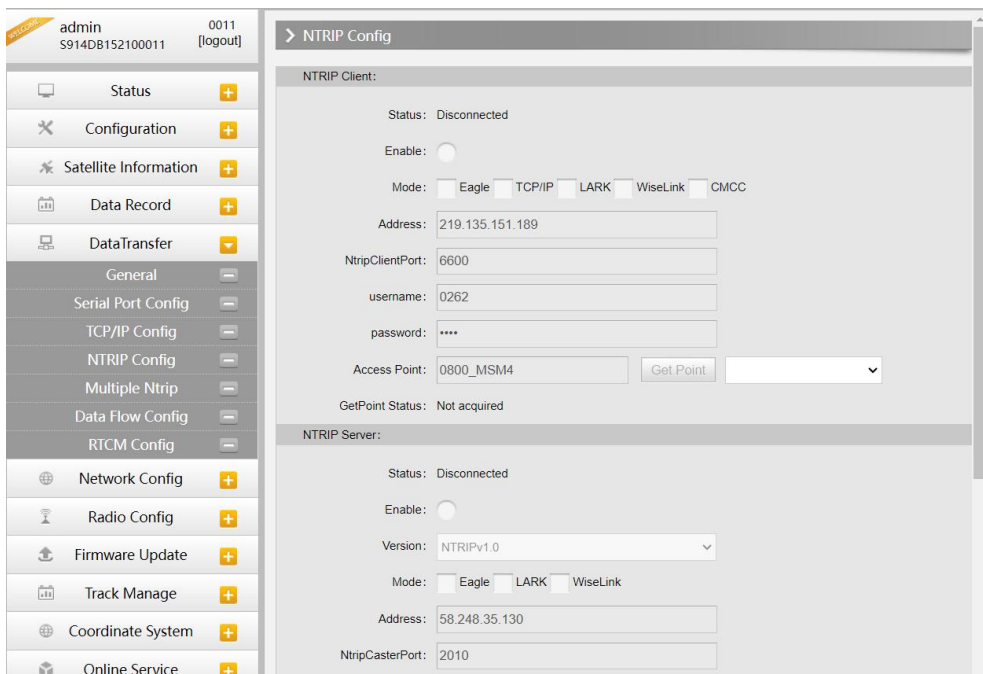 WELCOME
admin
0011
S914DB152100011
[logout]
Status
Configuration
Satellite Information
Data Record
DataTransfer
General
Serial Port Config
TCP/IP Config
NTRIP Config
Multiple Ntrip
Data Flow Config
RTCM Config
Network Config
Radio Config
Firmware Update
Track Manage
Coordinate System
Online Service
NTRIP Config
NTRIP Client:
Status: Disconnected
Enable:
Mode: Eagle TCP/IP LARK WiseLink CMCC
Address: 219.135.151.189
NtripClientPort: 6600
username: 0262
password: ••••
Access Point: 0800_MSM4 Get Point
GetPoint Status: Not acquired
NTRIP Server:
Status: Disconnected
Enable:
Version: NTRIPv1.0
Mode: Eagle LARK WiseLink
Address: 58.248.35.130
NtripCasterPort: 2010